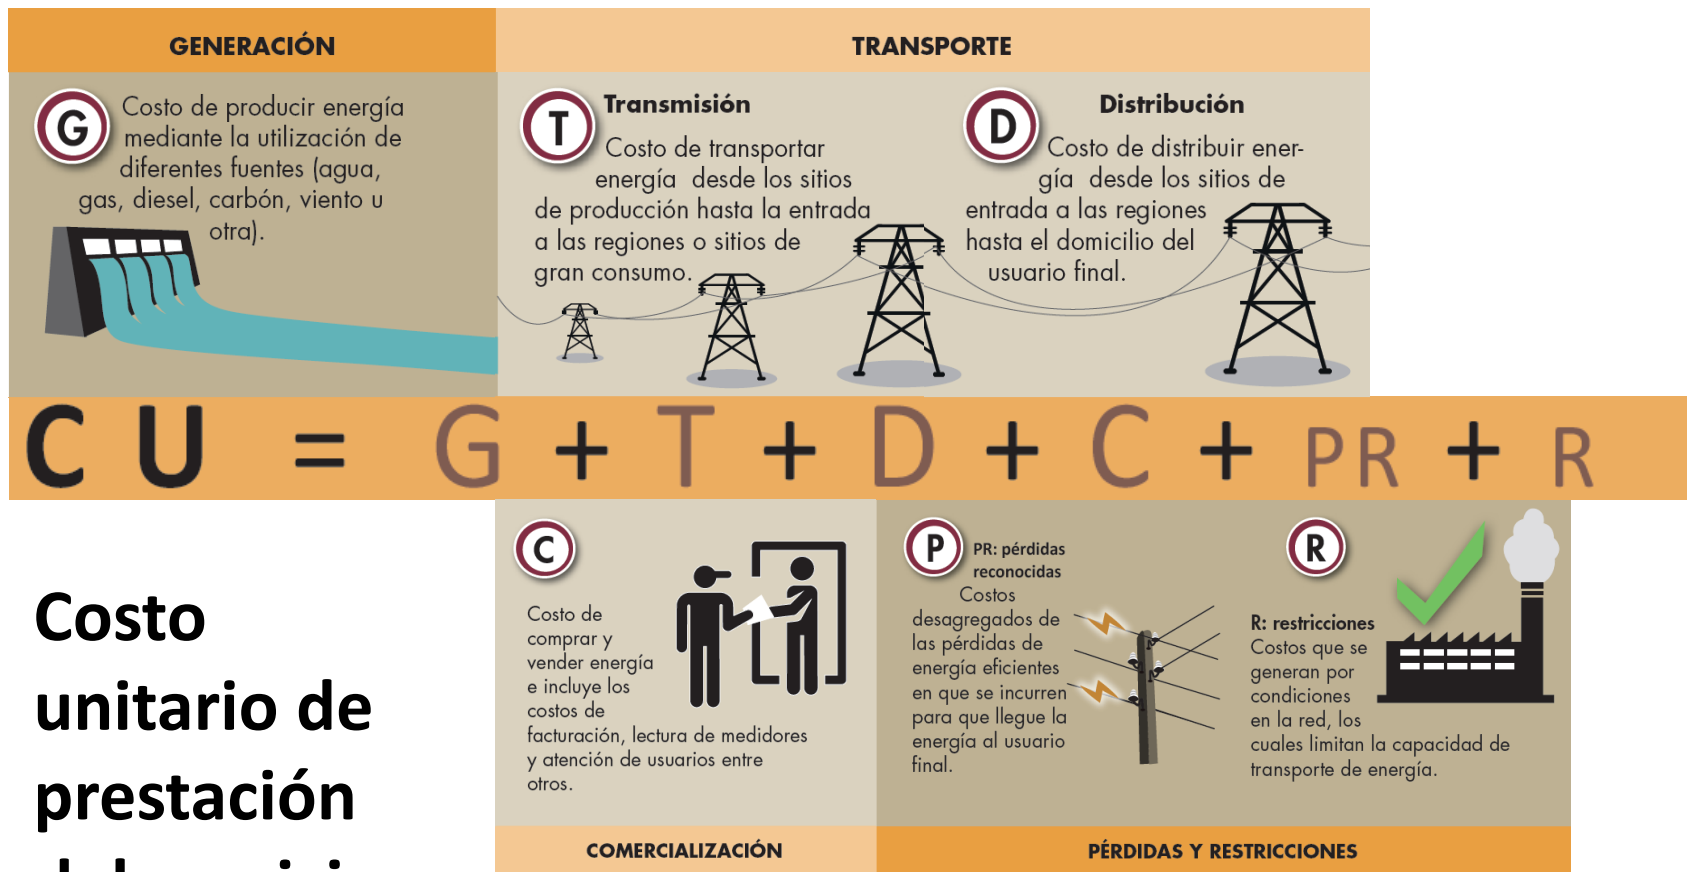 GENERACIÓN
TRANSPORTE
G
Costo de producir energía
mediante la utilización de
diferentes fuentes (agua,
gas, diesel, carbón, viento u
otra).
T
Transmisión
Costo de transportar
energía desde los sitios
de producción hasta la entrada
a las regiones o sitios de
gran consumo.
D
Distribución
Costo de distribuir ener-
gía desde los sitios de
entrada a las regiones
hasta el domicilio del
usuario final.
C U = G + T + D + C + PR + R
Costo
unitario de
prestación
C
Costo de
comprar y
vender energía
e incluye los
costos de
facturación, lectura de medidores
y atención de usuarios entre
otros.
COMERCIALIZACIÓN
P
PR: pérdidas
reconocidas
Costos
desagregados de
las pérdidas de
energía eficientes
en que se incurren
para que llegue la
energía al usuario
final.
R
R: restricciones
Costos que se
generan por
condiciones
en la red, los
cuales limitan la capacidad de
transporte de energía.
PÉRDIDAS Y RESTRICCIONES